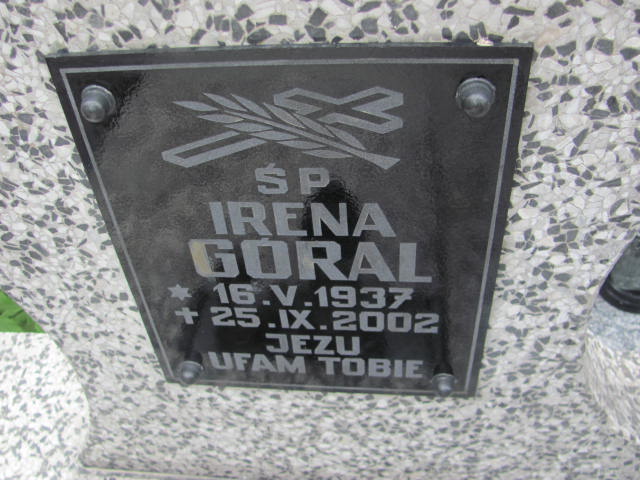 ŚP
IRENA
GÓRAL
* 16.V.1937
+ 25.IX.2002
JEZU
UFAM TOBIE